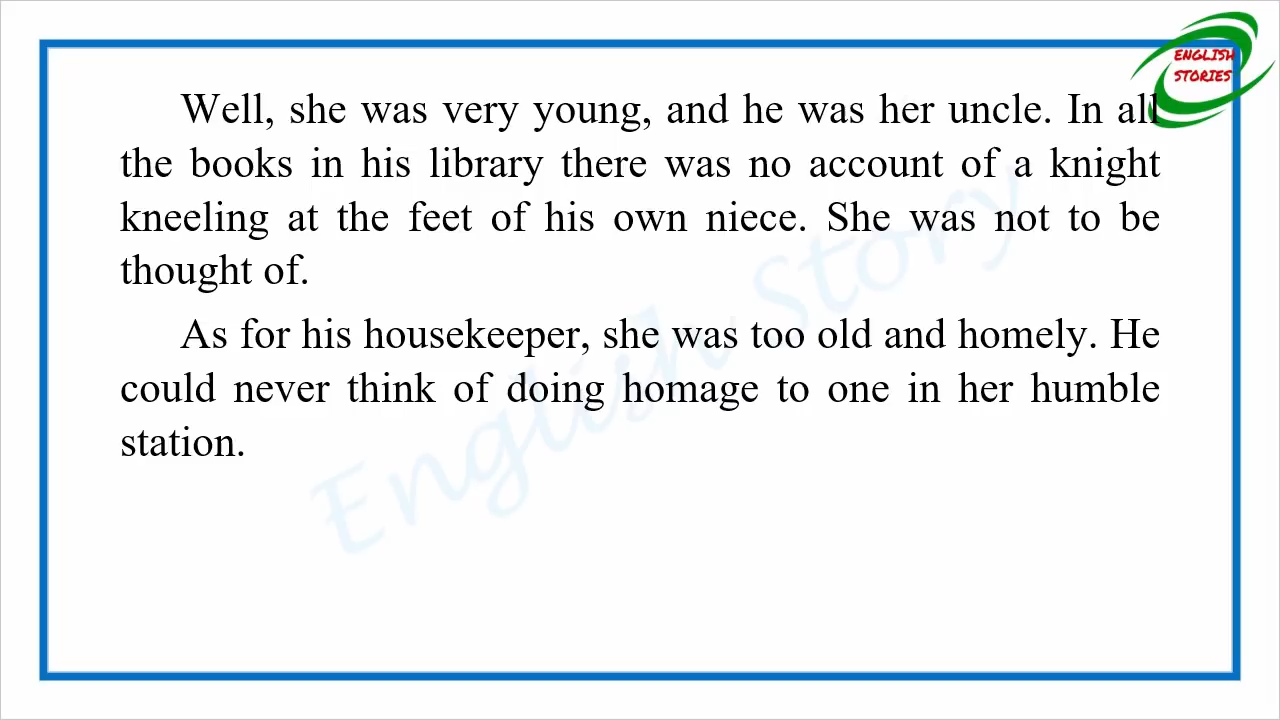 ENGLISH
STORIES
Well, she was very young, and he was her uncle. In all
the books in his library there was no account of a knight
kneeling at the feet of his own niece. She was not to be
thought of.
As for his housekeeper, she was too old and homely. He
could never think of doing homage to one in her humble
station.
English Story